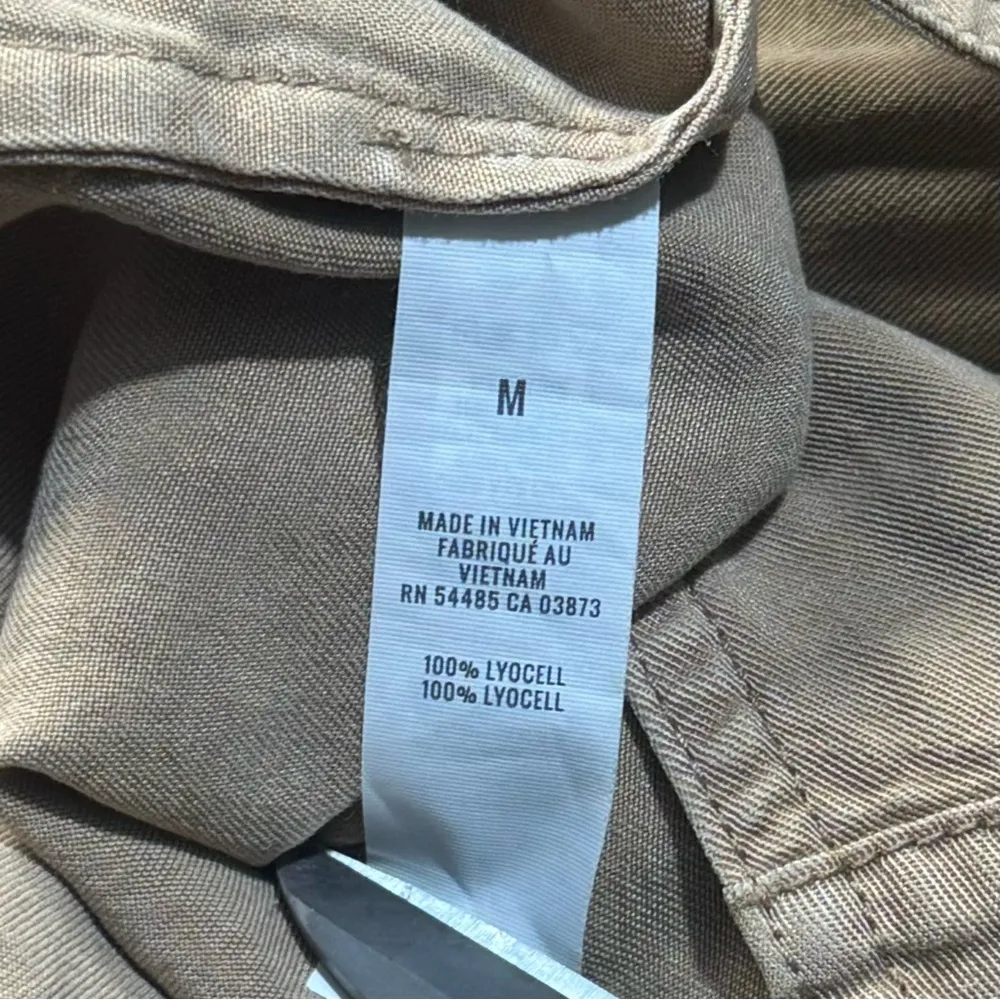 M
MADE IN VIETNAM
FABRIQUÉ AU
VIETNAM
RN 54485 CA 03873
100% LYOCELL
100% LYOCELL